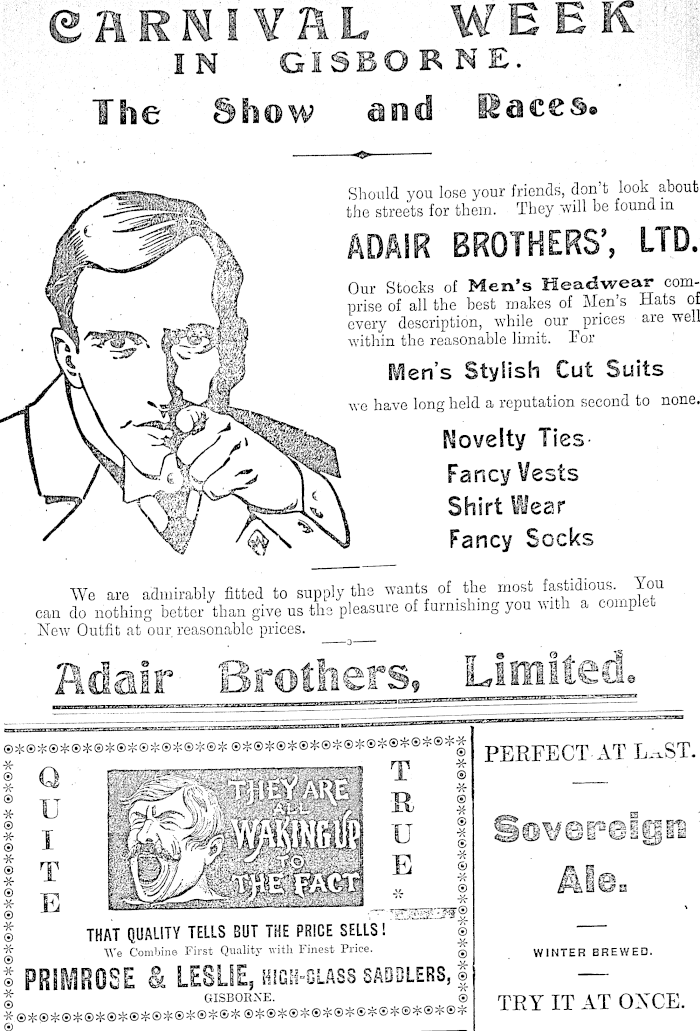 CARNIVAL WEEK
IN GISBORNE.
The Show and Races.
Should you lose your friends, don't look about
the streets for them. They will be found in
ADAIR BROTHERS', LTD.
Our Stocks of Men's Headwear com-
prise of all the best makes of Men's Hats of
every description, while our prices are well
within the reasonable limit. For
Men's Stylish Cut Suits
we have long held a reputation second to none.
Novelty Ties
Fancy Vests
Shirt Wear
Fancy Socks
We are admirably fitted to supply the wants of the most fastidious. You
can do nothing better than give us the pleasure of furnishing you with a complet
New Outfit at our reasonable prices.
Adair Brothers, Limited.
QUITE
THEY ARE
ALL
WAKING UP
TO
THE FACT
TRUE
*
THAT QUALITY TELLS BUT THE PRICE SELLS!
We Combine First Quality with Finest Price.
PRIMROSE & LESLIE, HIGH-CLASS SADDLERS,
GISBORNE.
PERFECT AT LAST.
Sovereign
Ale.
WINTER BREWED.
TRY IT AT ONCE.